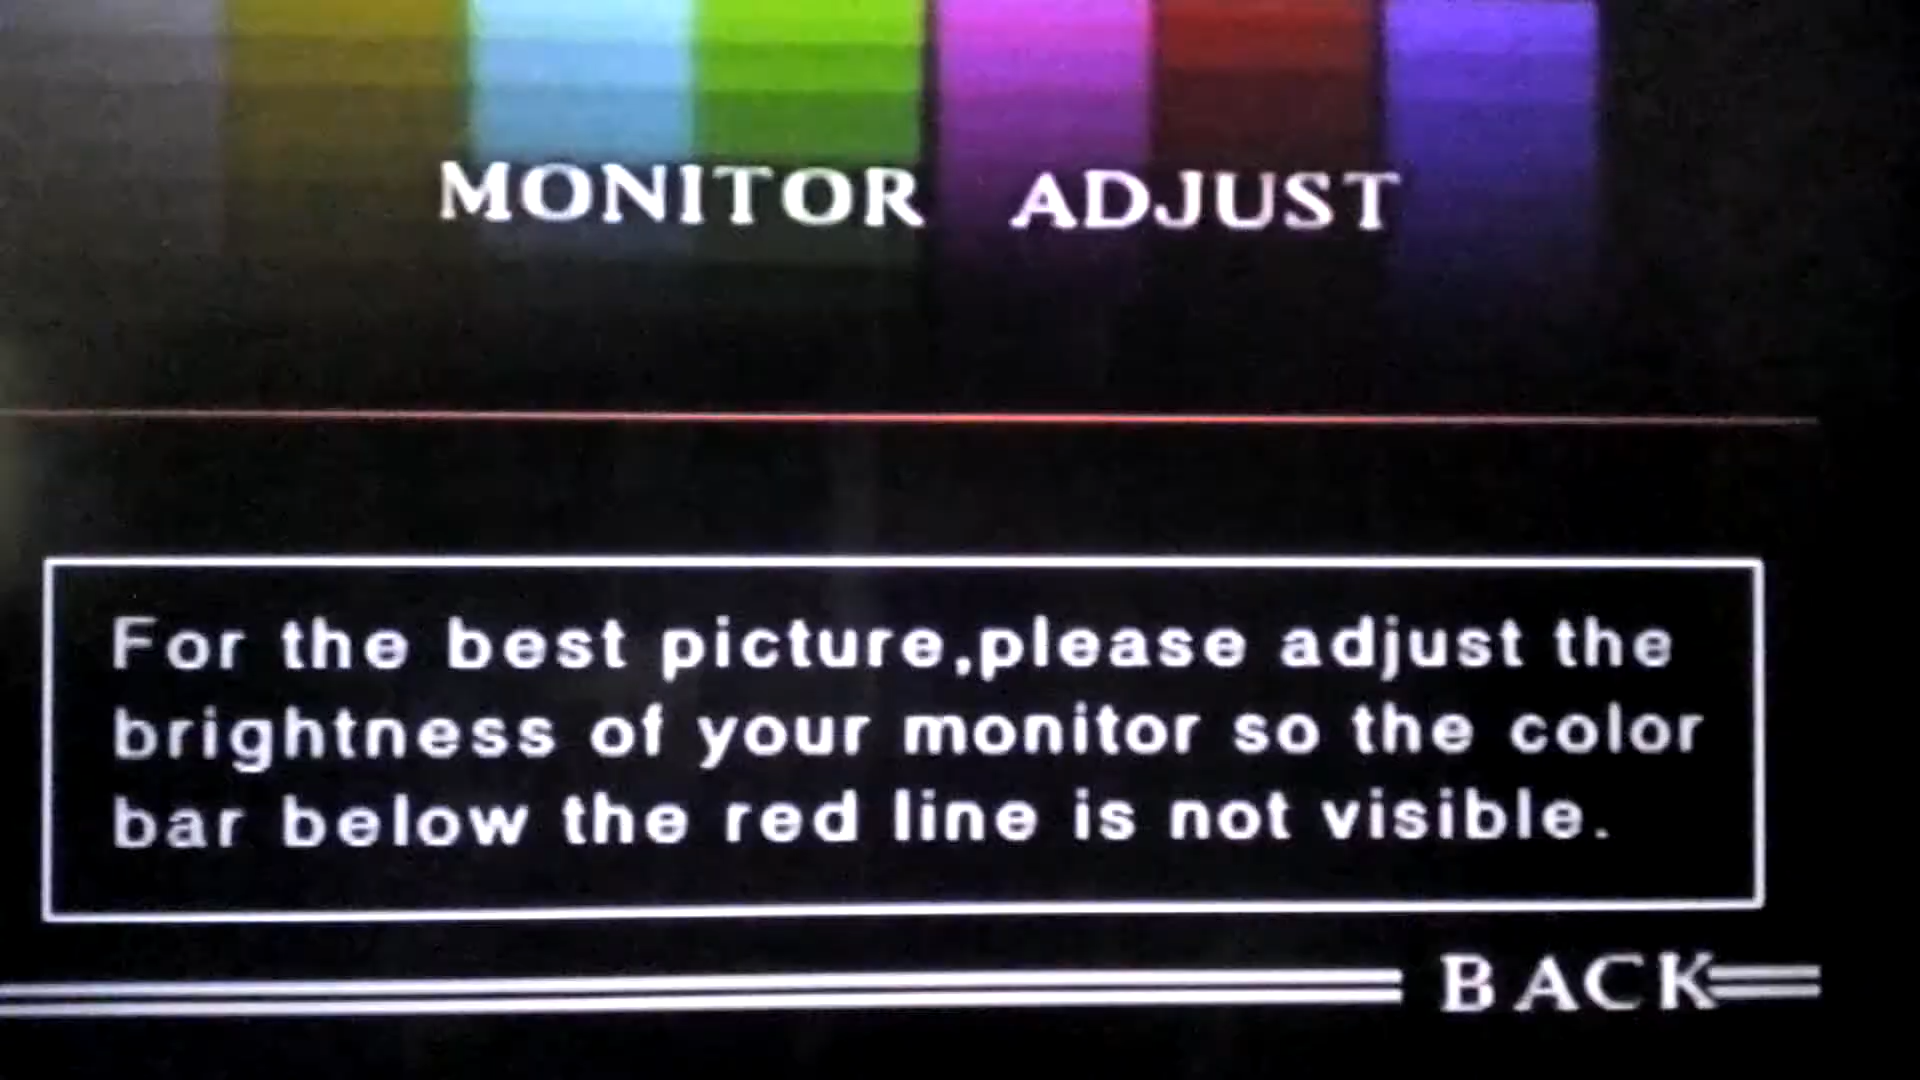 MONITOR ADJUST
For the best picture,please adjust the
brightness of your monitor so the color
bar below the red line is not visible.
BACK